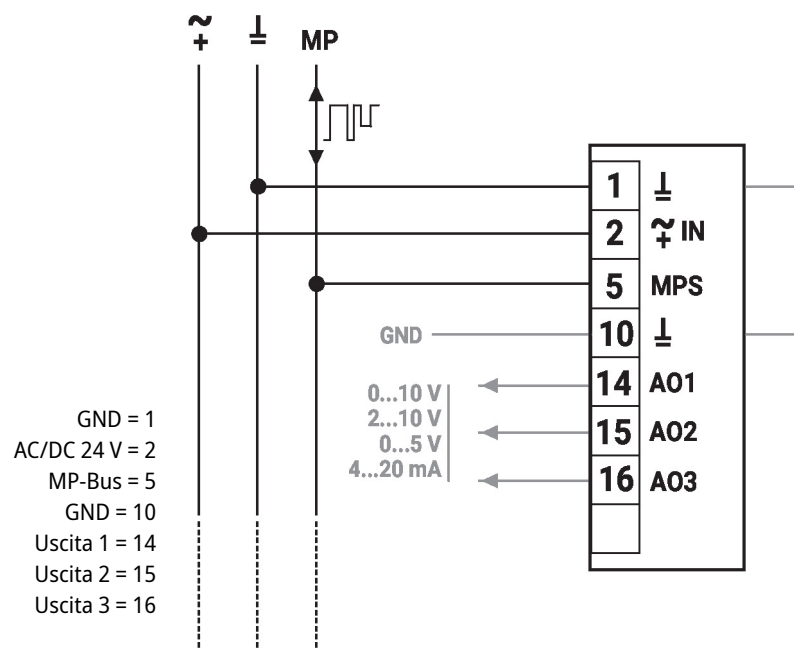 ~
+
⊥
MP
1 ⊥
2 ~
+ IN
5 MPS
GND 10 ⊥
14 AO1
15 AO2
16 AO3
0...10 V
2...10 V
0...5 V
4...20 mA
GND = 1
AC/DC 24 V = 2
MP-Bus = 5
GND = 10
Uscita 1 = 14
Uscita 2 = 15
Uscita 3 = 16